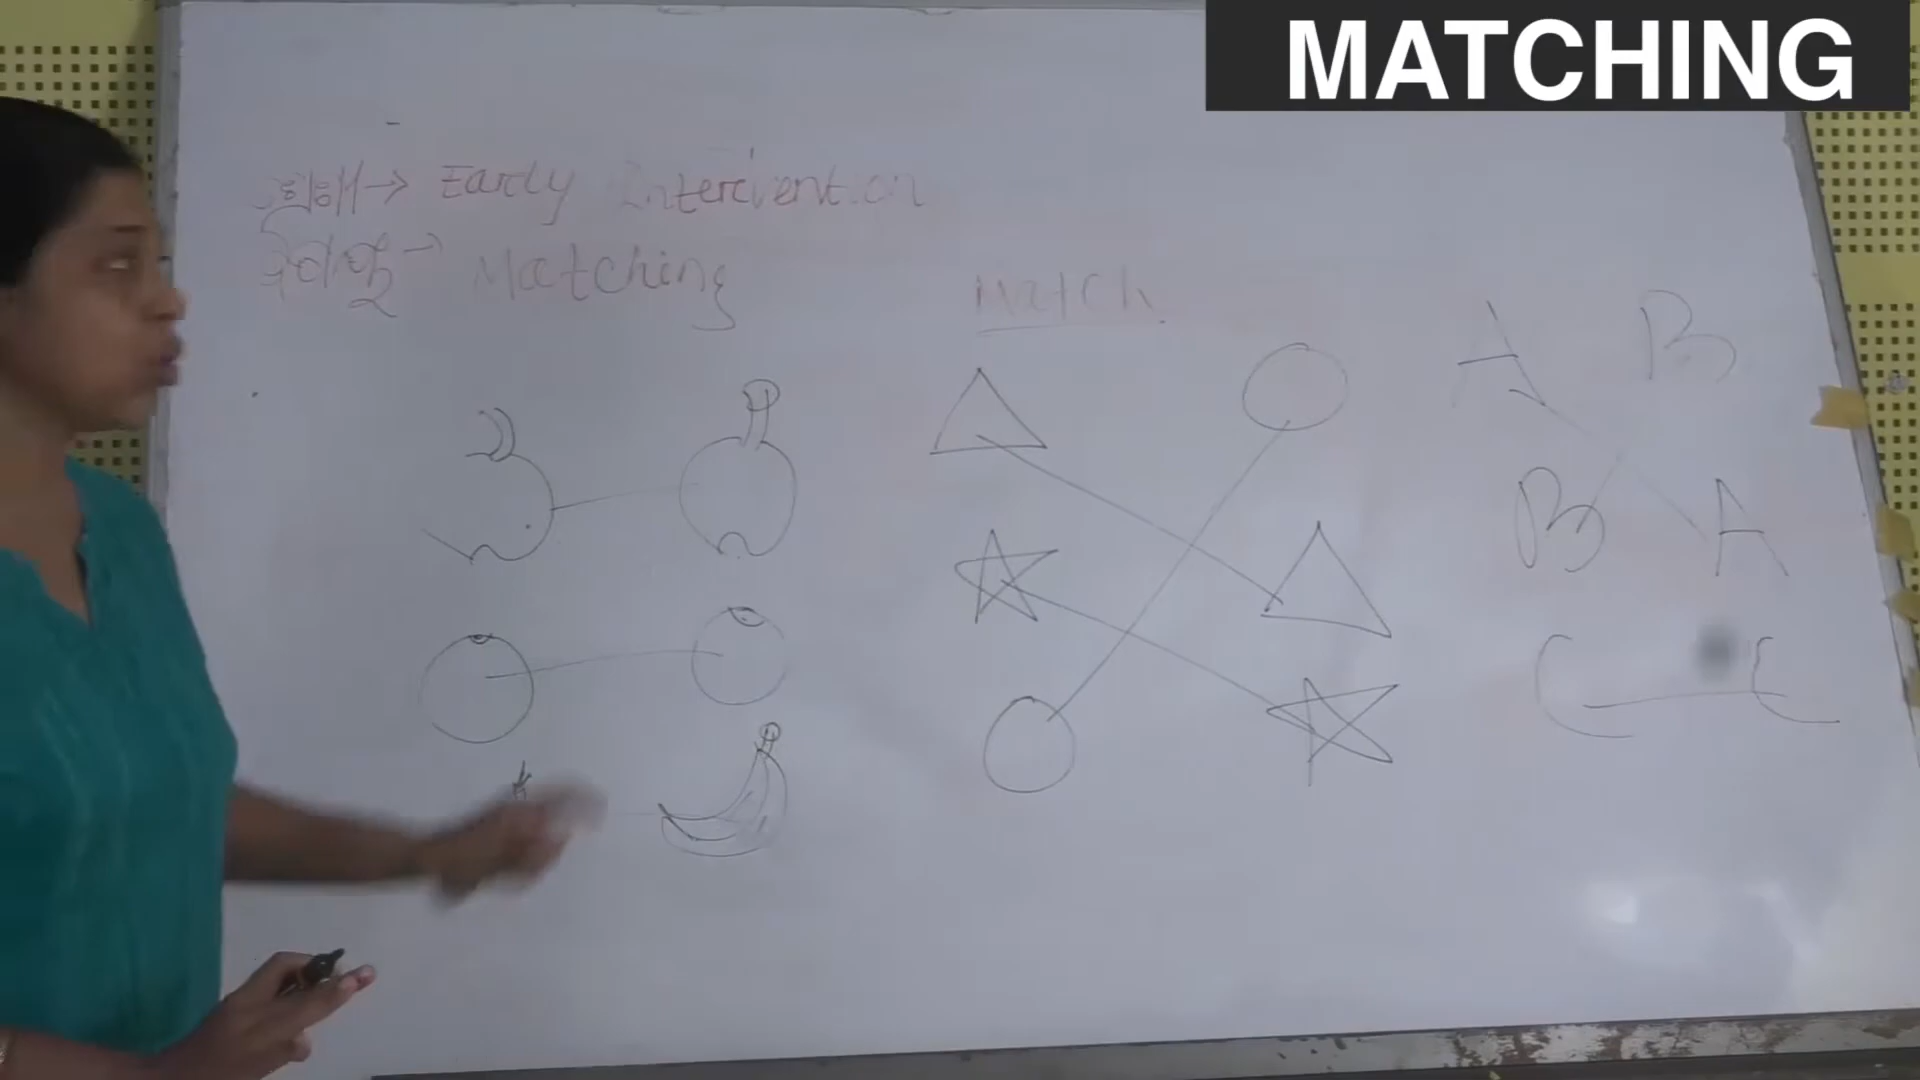 MATCHING
→ Early Intervention
→ Matching
Match
A B
B A
C C